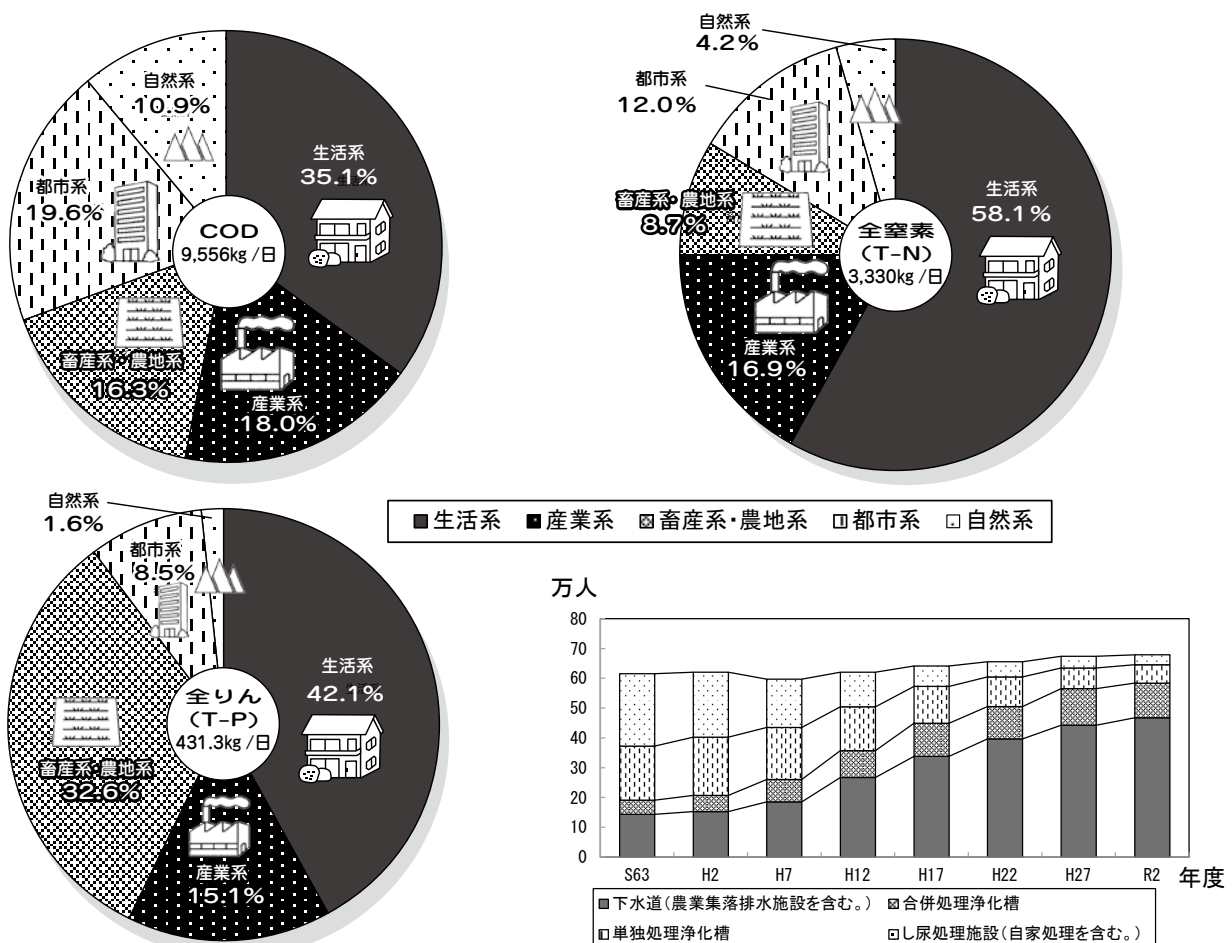 自然系
10.9%
生活系
35.1%
都市系
19.6%
COD
9,556kg /日
畜産系・農地系
16.3%
産業系
18.0%
自然系
4.2%
都市系
12.0%
生活系
58.1%
畜産系・農地系
8.7%
全窒素
(T-N)
3,330kg /日
産業系
16.9%
自然系
1.6%
都市系
8.5%
生活系
42.1%
全りん
(T-P)
431.3kg /日
畜産系・農地系
32.6%
産業系
15.1%
生活系 産業系 畜産系・農地系 都市系 自然系
万人
80
70
60
50
40
30
20
10
0
S63 H2 H7 H12 H17 H22 H27 R2 年度
下水道(農業集落排水施設を含む。) 合併処理浄化槽
単独処理浄化槽 し尿処理施設(自家処理を含む。)